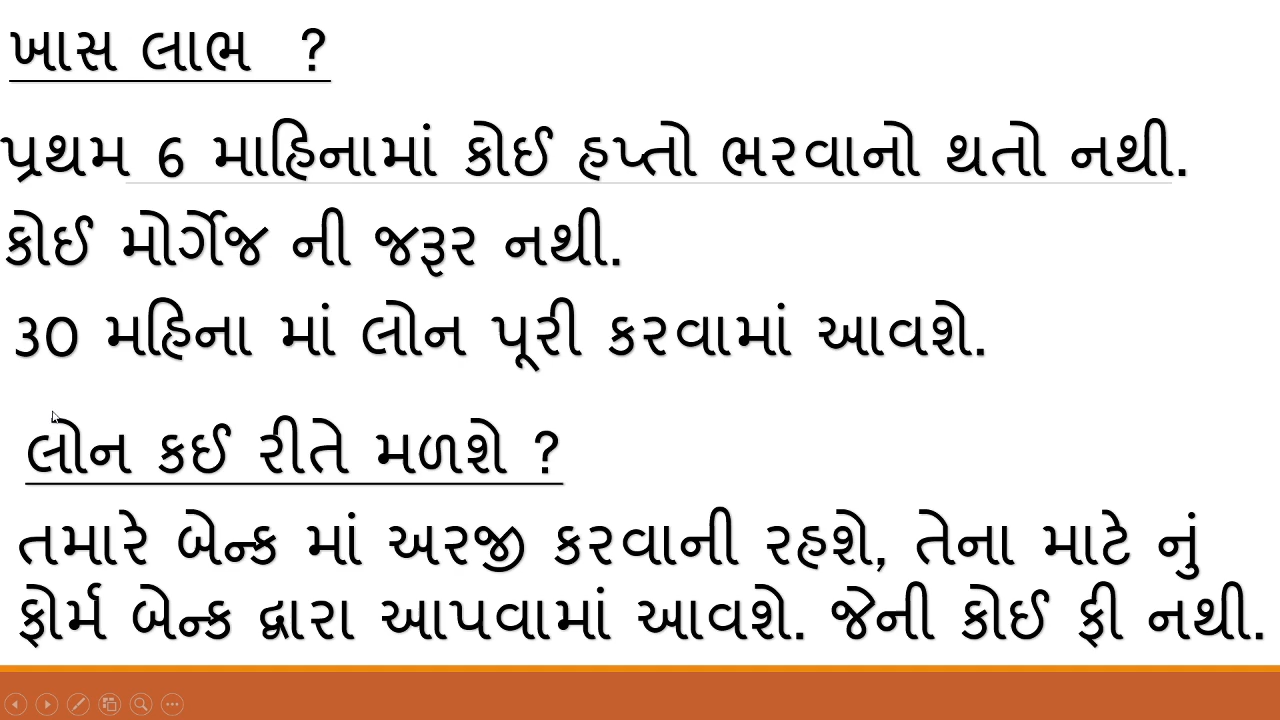 ખાસ લાભ ?
પ્રથમ 6 માહિનામાં કોઈ હપ્તો ભરવાનો થતો નથી.
કોઈ મોર્ગેજ ની જરૂર નથી.
30 મહિના માં લોન પૂરી કરવામાં આવશે.
લોન કઈ રીતે મળશે ?
તમારે બેન્ક માં અરજી કરવાની રહશે, તેના માટે નું
ફોર્મ બેન્ક દ્વારા આપવામાં આવશે. જેની કોઈ ફી નથી.